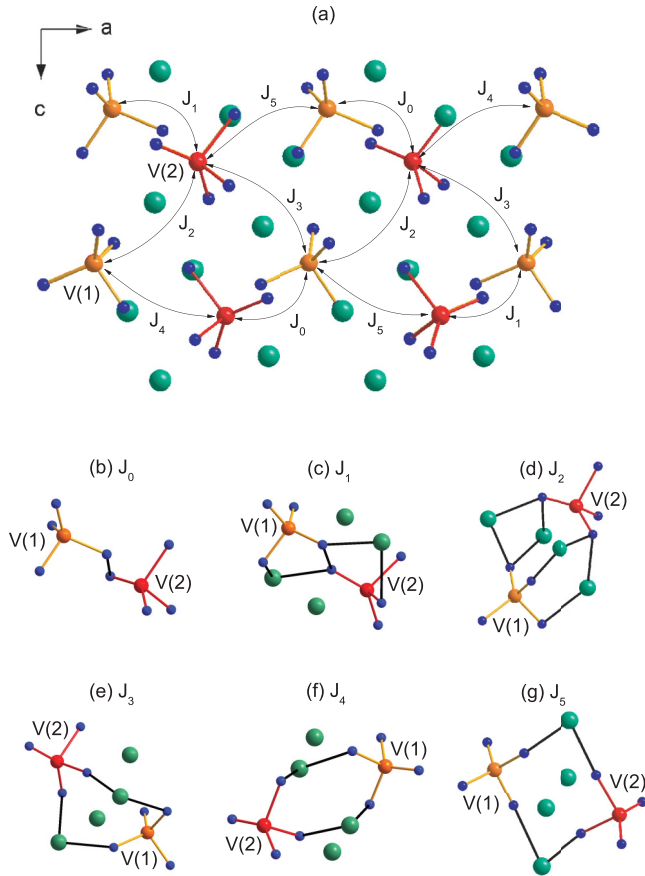 (a)
a
c
J₁
J₅
J₀
J₄
V(2)
J₃
J₃
J₂
J₂
V(1)
J₄
J₀
J₅
J₁
(b) J₀
(c) J₁
(d) J₂
V(1)
V(2)
V(1)
V(2)
V(2)
V(1)
(e) J₃
(f) J₄
(g) J₅
V(2)
V(1)
V(1)
V(2)
V(1)
V(2)